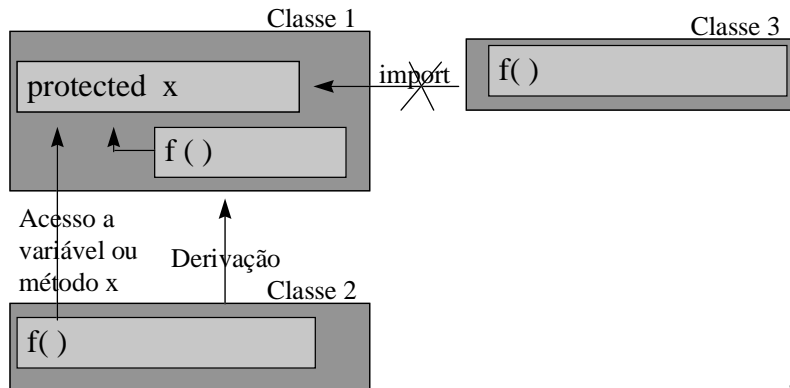 Classe 1
Classe 3
protected x
import
f( )
f ( )
Acesso a
variável ou
método x
Derivação
Classe 2
f( )